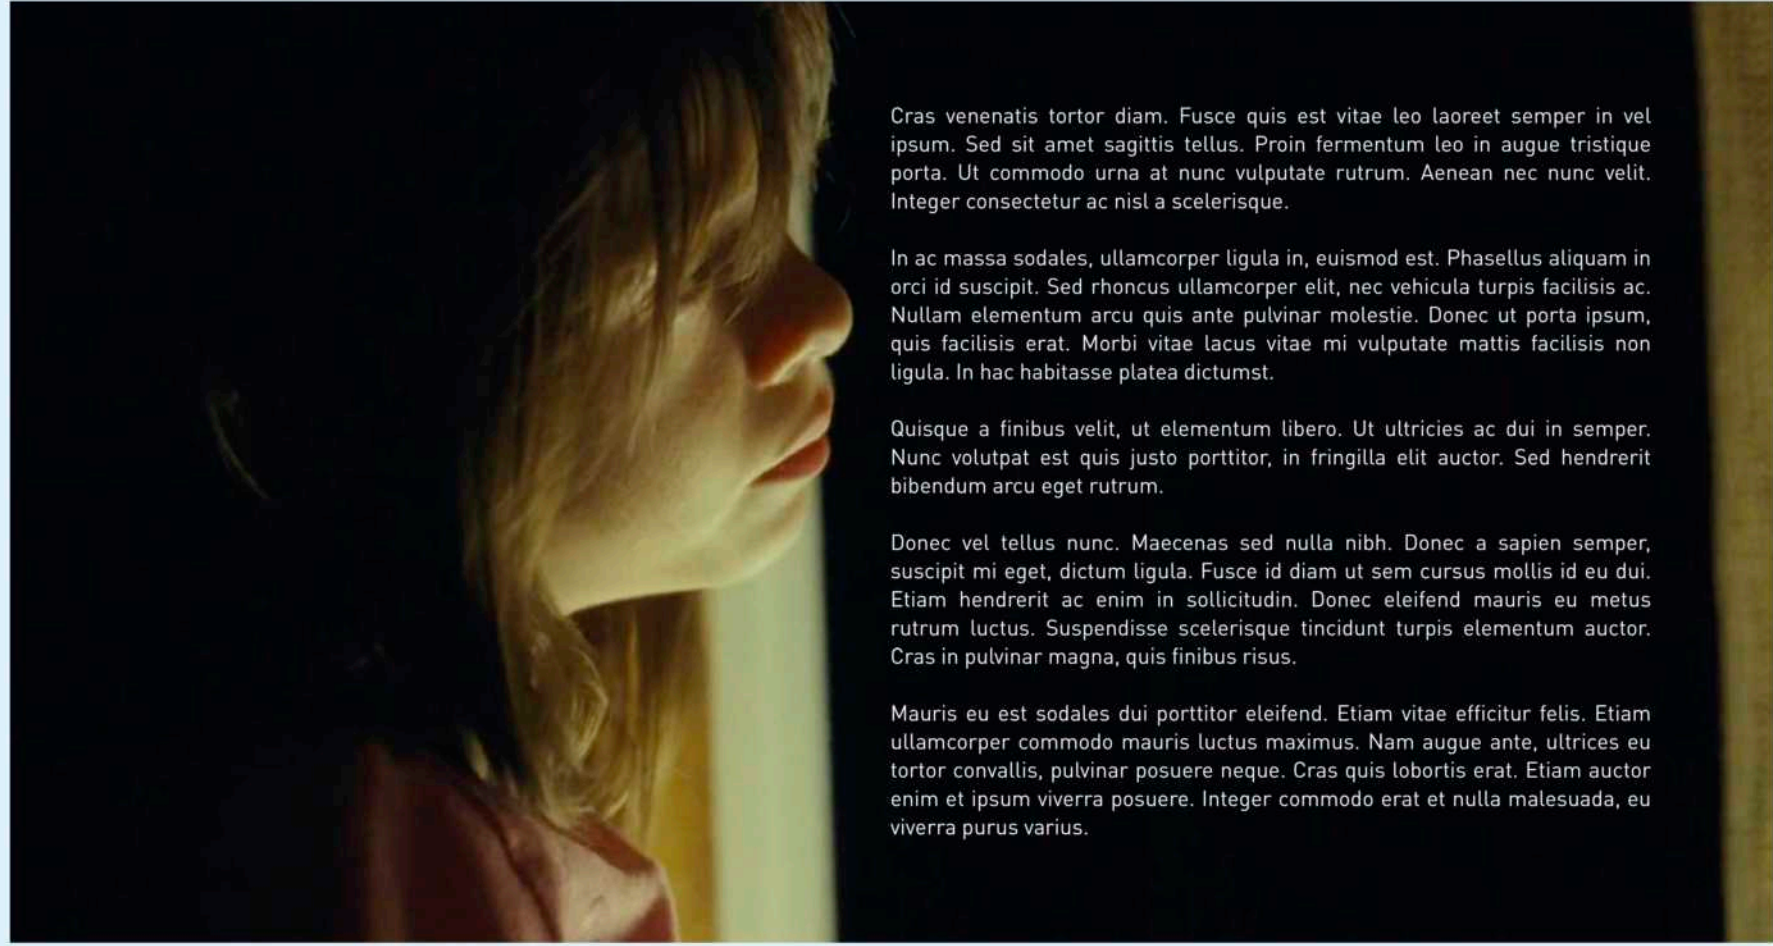 Cras venenatis tortor diam. Fusce quis est vitae leo laoreet semper in vel
ipsum. Sed sit amet sagittis tellus. Proin fermentum leo in augue tristique
porta. Ut commodo urna at nunc vulputate rutrum. Aenean nec nunc velit.
Integer consectetur ac nisl a scelerisque.
In ac massa sodales, ullamcorper ligula in, euismod est. Phasellus aliquam in
orci id suscipit. Sed rhoncus ullamcorper elit, nec vehicula turpis facilisis ac.
Nullam elementum arcu quis ante pulvinar molestie. Donec ut porta ipsum,
quis facilisis erat. Morbi vitae lacus vitae mi vulputate mattis facilisis non
ligula. In hac habitasse platea dictumst.
Quisque a finibus velit, ut elementum libero. Ut ultricies ac dui in semper.
Nunc volutpat est quis justo porttitor, in fringilla elit auctor. Sed hendrerit
bibendum arcu eget rutrum.
Donec vel tellus nunc. Maecenas sed nulla nibh. Donec a sapien semper,
suscipit mi eget, dictum ligula. Fusce id diam ut sem cursus mollis id eu dui.
Etiam hendrerit ac enim in sollicitudin. Donec eleifend mauris eu metus
rutrum luctus. Suspendisse scelerisque tincidunt turpis elementum auctor.
Cras in pulvinar magna, quis finibus risus.
Mauris eu est sodales dui porttitor eleifend. Etiam vitae efficitur felis. Etiam
ullamcorper commodo mauris luctus maximus. Nam augue ante, ultrices eu
tortor convallis, pulvinar posuere neque. Cras quis lobortis erat. Etiam auctor
enim et ipsum viverra posuere. Integer commodo erat et nulla malesuada, eu
viverra purus varius.